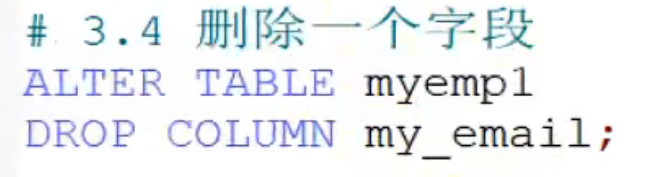 # 3.4 删除一个字段
ALTER TABLE myemp1
DROP COLUMN my_email;